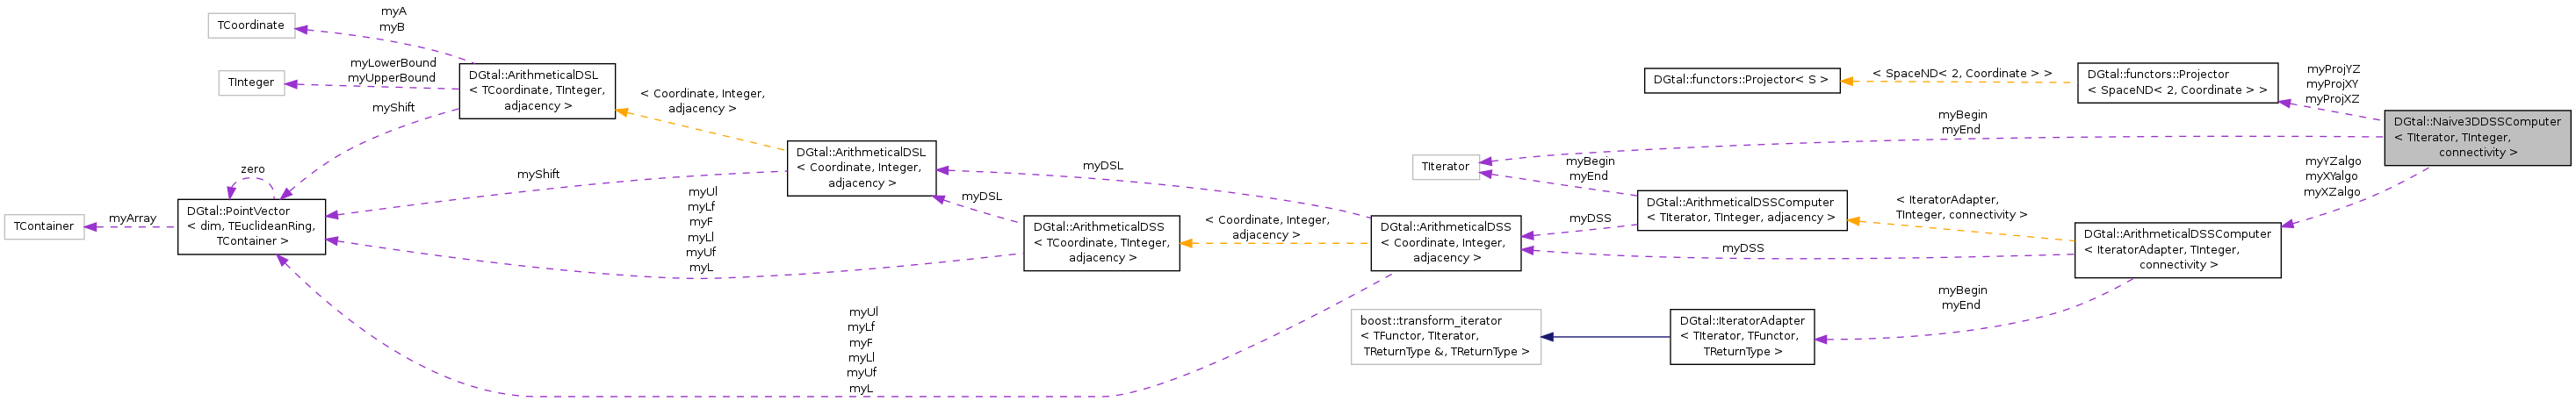 TCoordinate
TInteger
TContainer
myArray
zero
DGtal::PointVector
< dim, TEuclideanRing,
TContainer >
myA
myB
myLowerBound
myUpperBound
myShift
DGtal::ArithmeticalDSL
< TCoordinate, TInteger,
adjacency >
< Coordinate, Integer,
adjacency >
myShift
DGtal::ArithmeticalDSL
< Coordinate, Integer,
adjacency >
myUl
myLf
myF
myLl
myUf
myL
myDSL
myDSL
DGtal::ArithmeticalDSS
< TCoordinate, TInteger,
adjacency >
< Coordinate, Integer,
adjacency >
myUl
myLf
myF
myLl
myUf
myL
DGtal::ArithmeticalDSS
< Coordinate, Integer,
adjacency >
TIterator
myBegin
myEnd
myBegin
myEnd
myDSS
myDSS
DGtal::ArithmeticalDSSComputer
< TIterator, TInteger, adjacency >
boost::transform_iterator
< TFunctor, TIterator,
TReturnType &, TReturnType >
DGtal::IteratorAdapter
< TIterator, TFunctor,
TReturnType >
myBegin
myEnd
< IteratorAdapter,
TInteger, connectivity >
DGtal::ArithmeticalDSSComputer
< IteratorAdapter, TInteger,
connectivity >
DGtal::functors::Projector< S >
< SpaceND< 2, Coordinate > >
DGtal::functors::Projector
< SpaceND< 2, Coordinate > >
myProjYZ
myProjXY
myProjXZ
myYZalgo
myXYalgo
myXZalgo
DGtal::Naive3DDSSComputer
< TIterator, TInteger,
connectivity >